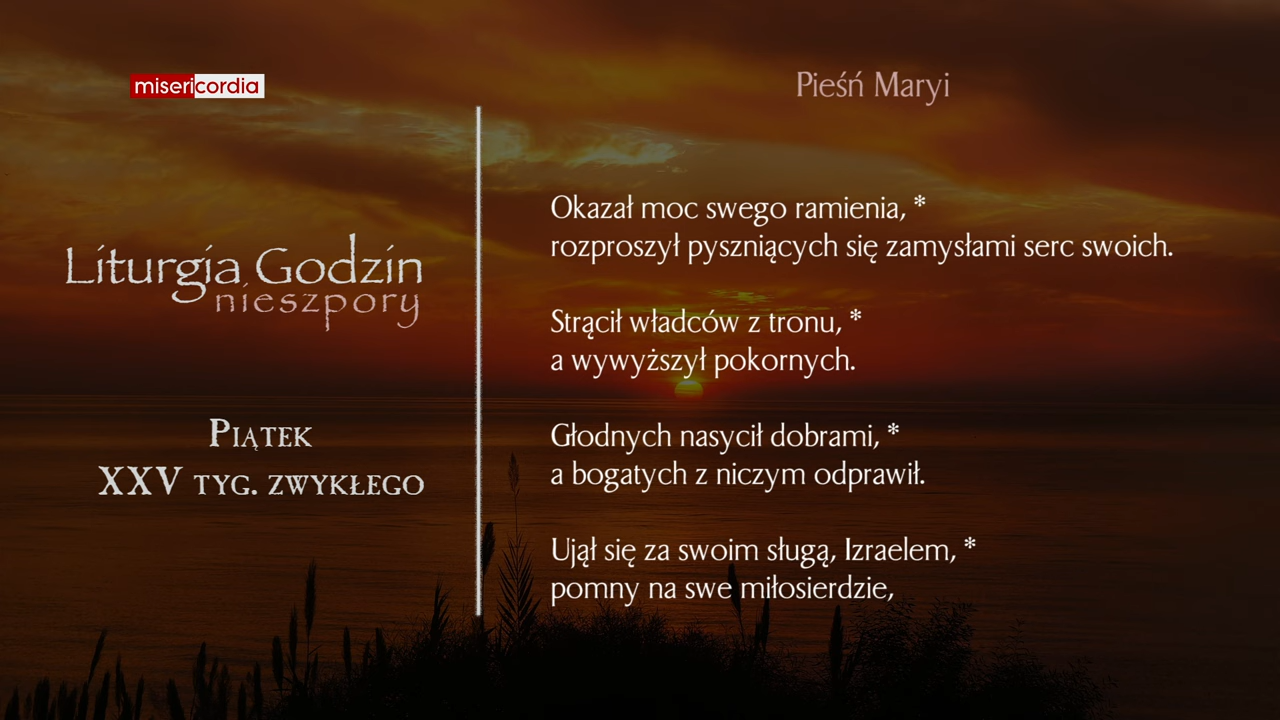 misericordia
Pieśń Maryi
Liturgia Godzin
nieszpory
Piątek
XXV tyg. zwykłego
Okazał moc swego ramienia, *
rozproszył pyszniących się zamysłami serc swoich.
Strącił władców z tronu, *
a wywyższył pokornych.
Głodnych nasycił dobrami, *
a bogatych z niczym odprawił.
Ujął się za swoim sługą, Izraelem, *
pomny na swe miłosierdzie,